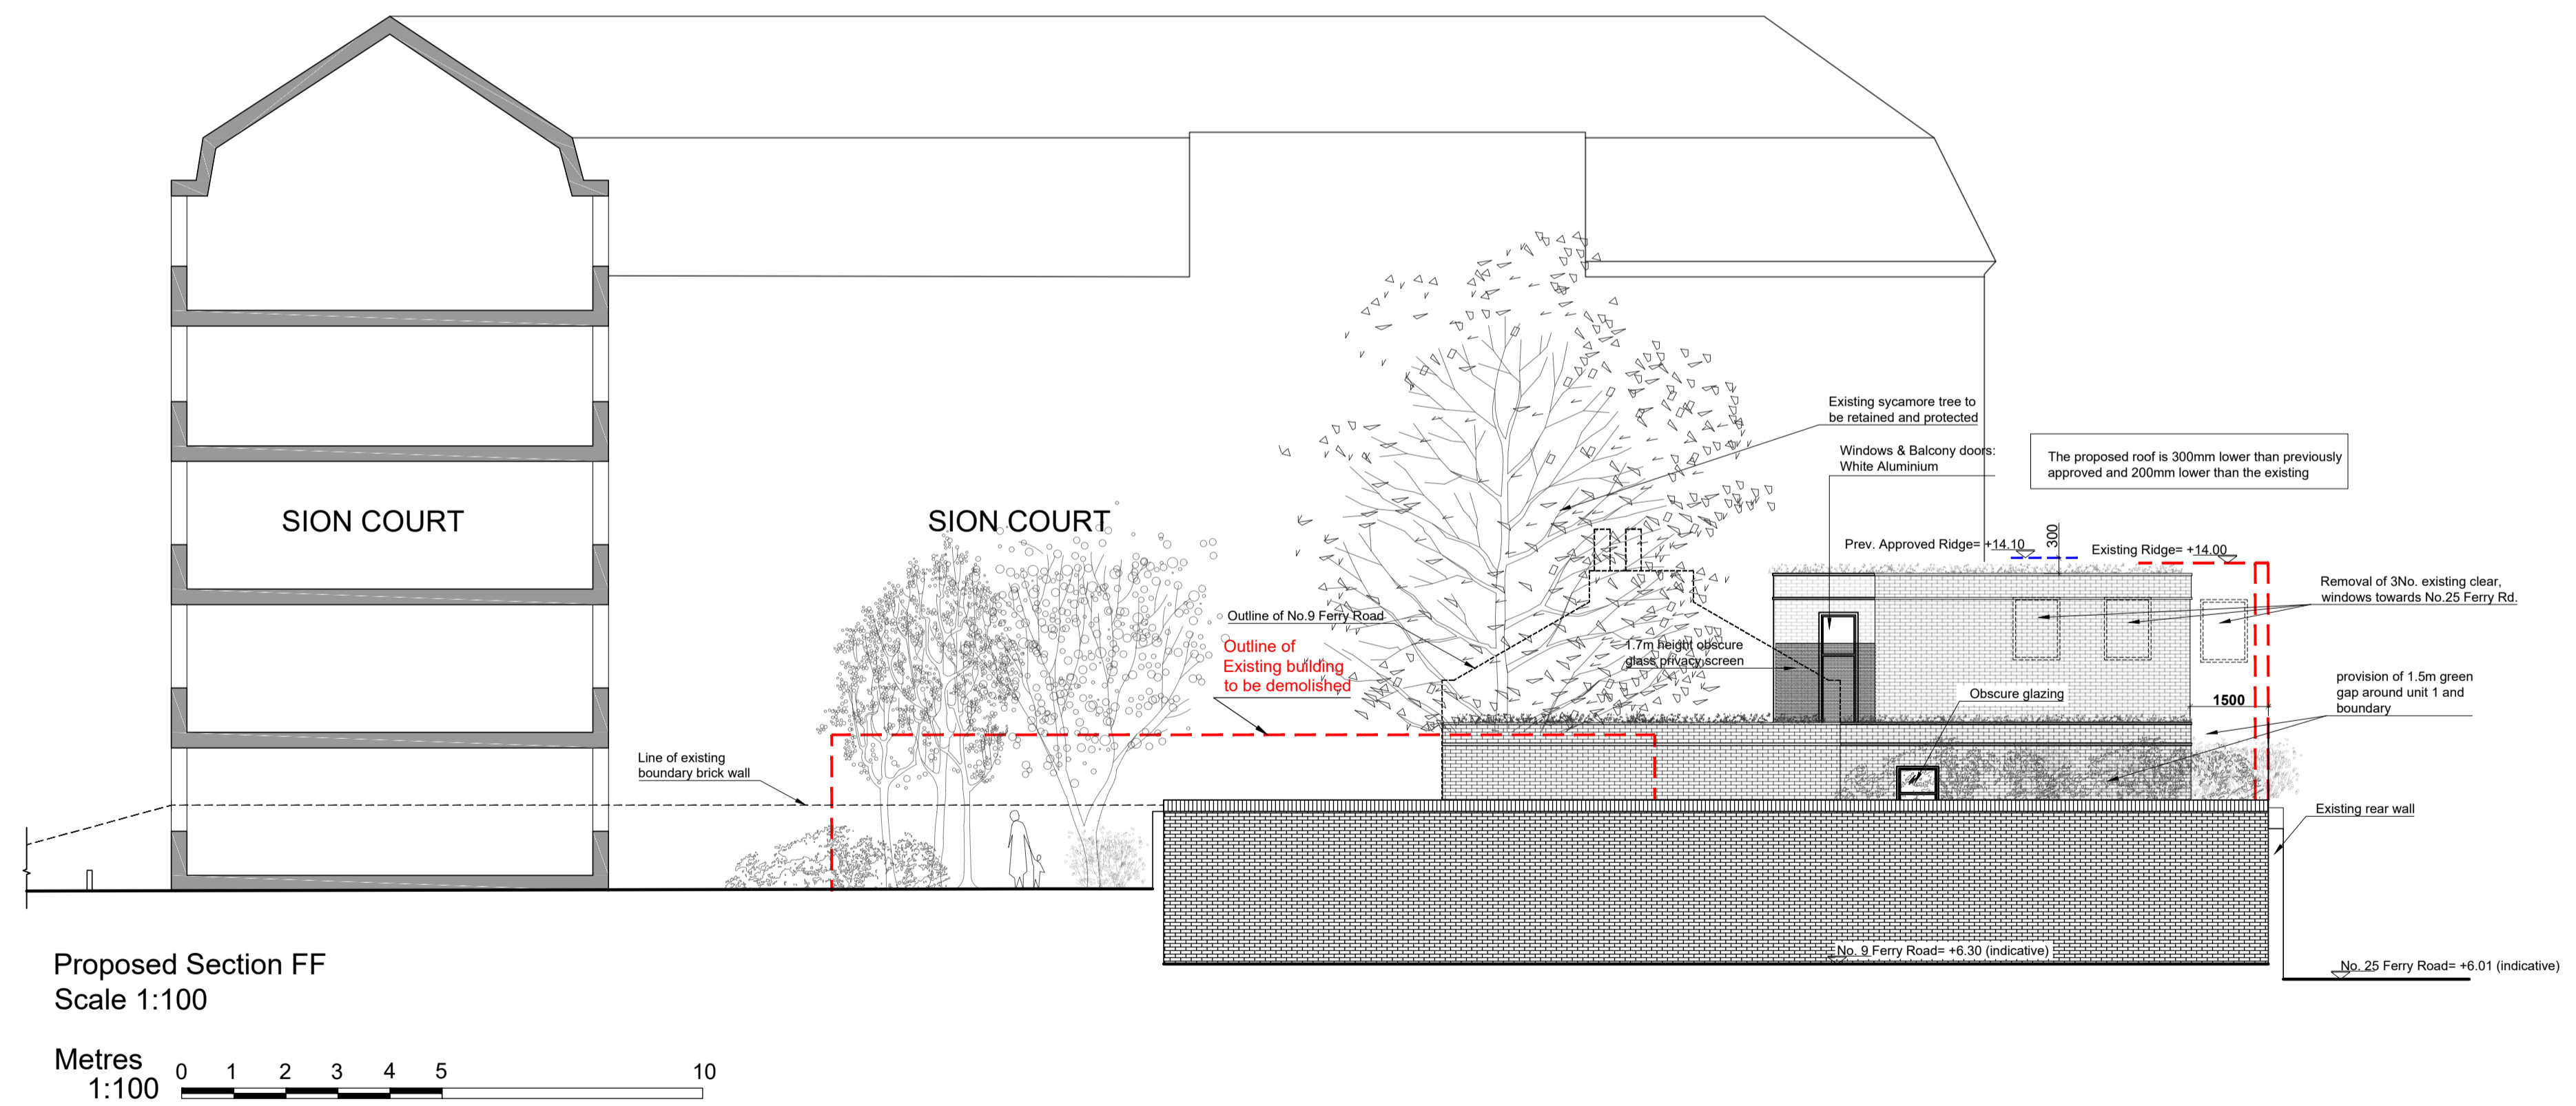 SION COURT
SION COURT
Existing sycamore tree to
be retained and protected
Windows & Balcony doors:
White Aluminium
The proposed roof is 300mm lower than previously
approved and 200mm lower than the existing
Prev. Approved Ridge= +14.10
300
Existing Ridge= +14.00
Removal of 3No. existing clear,
windows towards No.25 Ferry Rd.
Outline of No.9 Ferry Road
Outline of
Existing building
to be demolished
1.7m height obscure
glass privacy screen
Obscure glazing
1500
provision of 1.5m green
gap around unit 1 and
boundary
Line of existing
boundary brick wall
Existing rear wall
No. 9 Ferry Road= +6.30 (indicative)
No. 25 Ferry Road= +6.01 (indicative)
Proposed Section FF
Scale 1:100
Metres
1:100
0 1 2 3 4 5 10